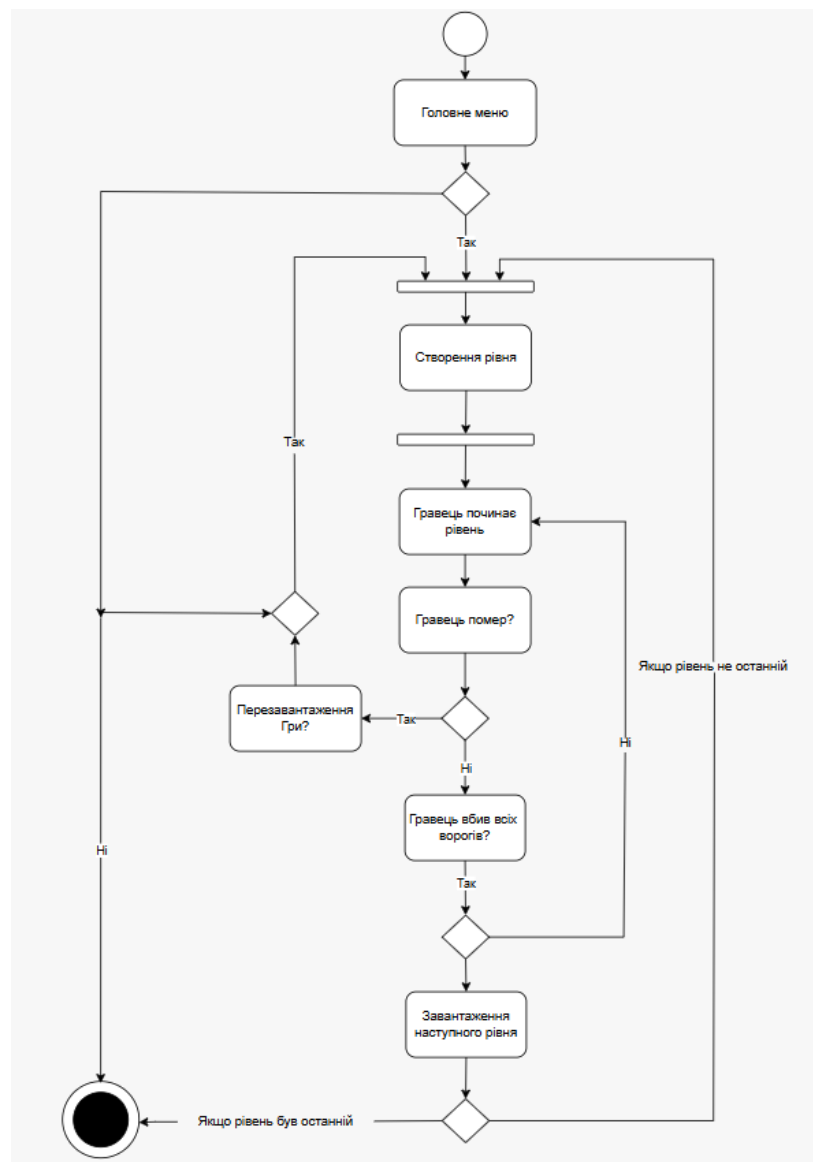 Головне меню
Так
Створення рівня
Так
Гравець починає
рівень
Гравець помер?
Якщо рівень не останній
Перезавантаження
Гри?
Так
Ні
Ні
Гравець вбив всіх
ворогів?
Ні
Так
Завантаження
наступного рівня
Якщо рівень був останній